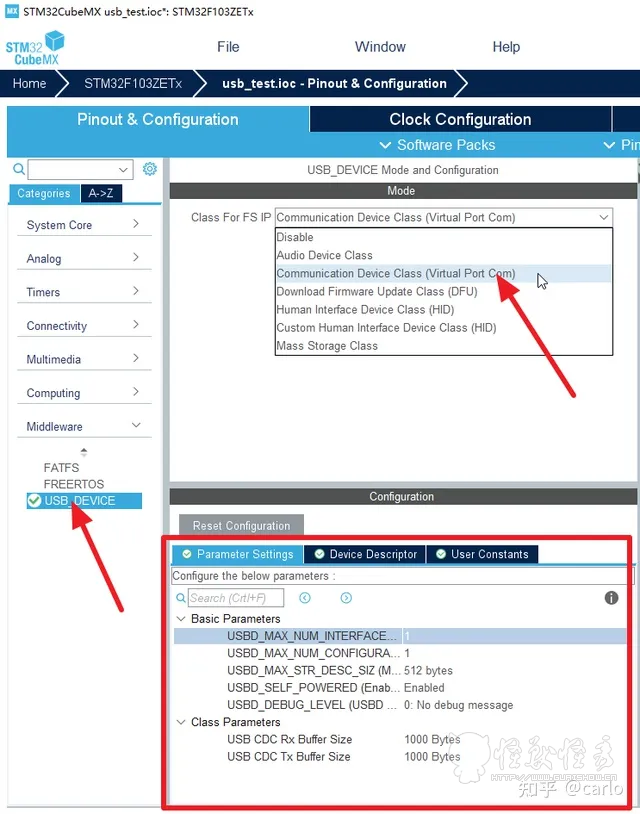 MX STM32CubeMX usb_test.ioc*: STM32F103ZETx
STM32
CubeMX
File Window Help
Home STM32F103ZETx usb_test.ioc - Pinout & Configuration
Pinout & Configuration Clock Configuration
Software Packs Pin
USB_DEVICE Mode and Configuration
Categories A->Z
Mode
System Core
Analog
Timers
Connectivity
Multimedia
Computing
Middleware
FATFS
FREERTOS
USB_DEVICE
Class For FS IP Communication Device Class (Virtual Port Com)
Disable
Audio Device Class
Communication Device Class (Virtual Port Com)
Download Firmware Update Class (DFU)
Human Interface Device Class (HID)
Custom Human Interface Device Class (HID)
Mass Storage Class
Configuration
Reset Configuration
Parameter Settings Device Descriptor User Constants
Configure the below parameters :
Search (Crtl+F)
Basic Parameters
USBD_MAX_NUM_INTERFACE... 1
USBD_MAX_NUM_CONFIGURA... 1
USBD_MAX_STR_DESC_SIZ (M... 512 bytes
USBD_SELF_POWERED (Enab... Enabled
USBD_DEBUG_LEVEL (USBD ... 0: No debug message
Class Parameters
USB CDC Rx Buffer Size 1000 Bytes
USB CDC Tx Buffer Size 1000 Bytes
HTTP://WWW.GUAISHOW.CN
知乎 @carlo